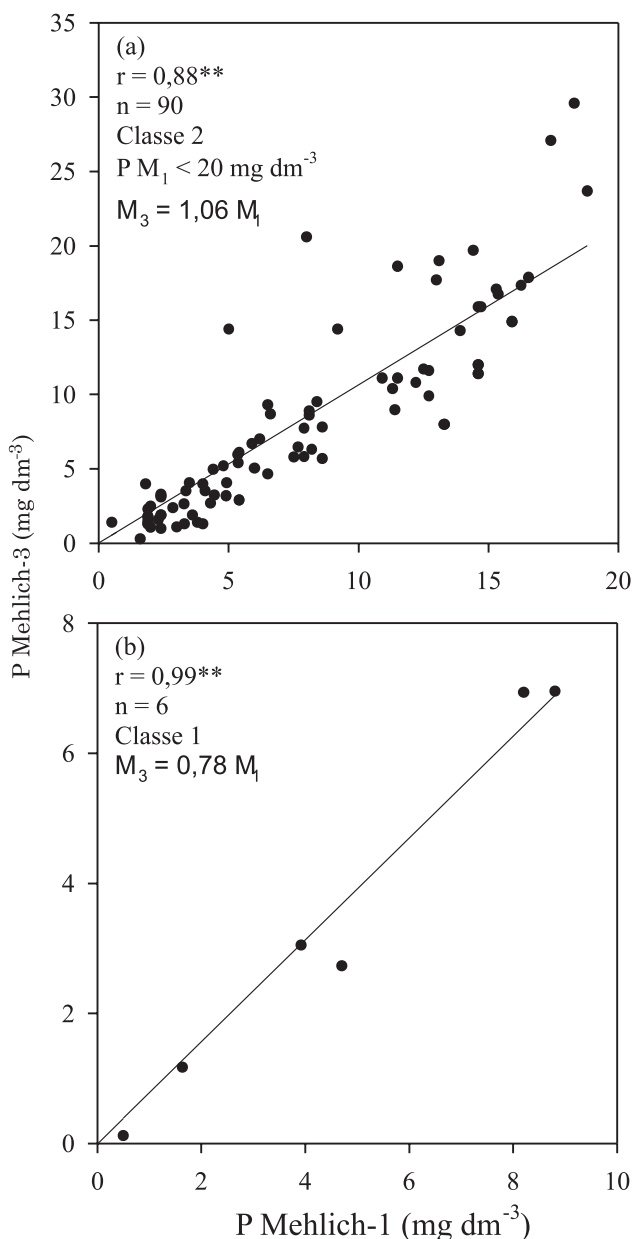 35
(a)
r = 0,88**
30
n = 90
Classe 2
25
P M₁ < 20 mg dm⁻³
M₃ = 1,06 M₁
20
15
10
5
0
0 5 10 15 20
P Mehlich-3 (mg dm⁻³)
8
(b)
r = 0,99**
n = 6
Classe 1
M₃ = 0,78 M₁
6
4
2
0
0 2 4 6 8 10
P Mehlich-1 (mg dm⁻³)